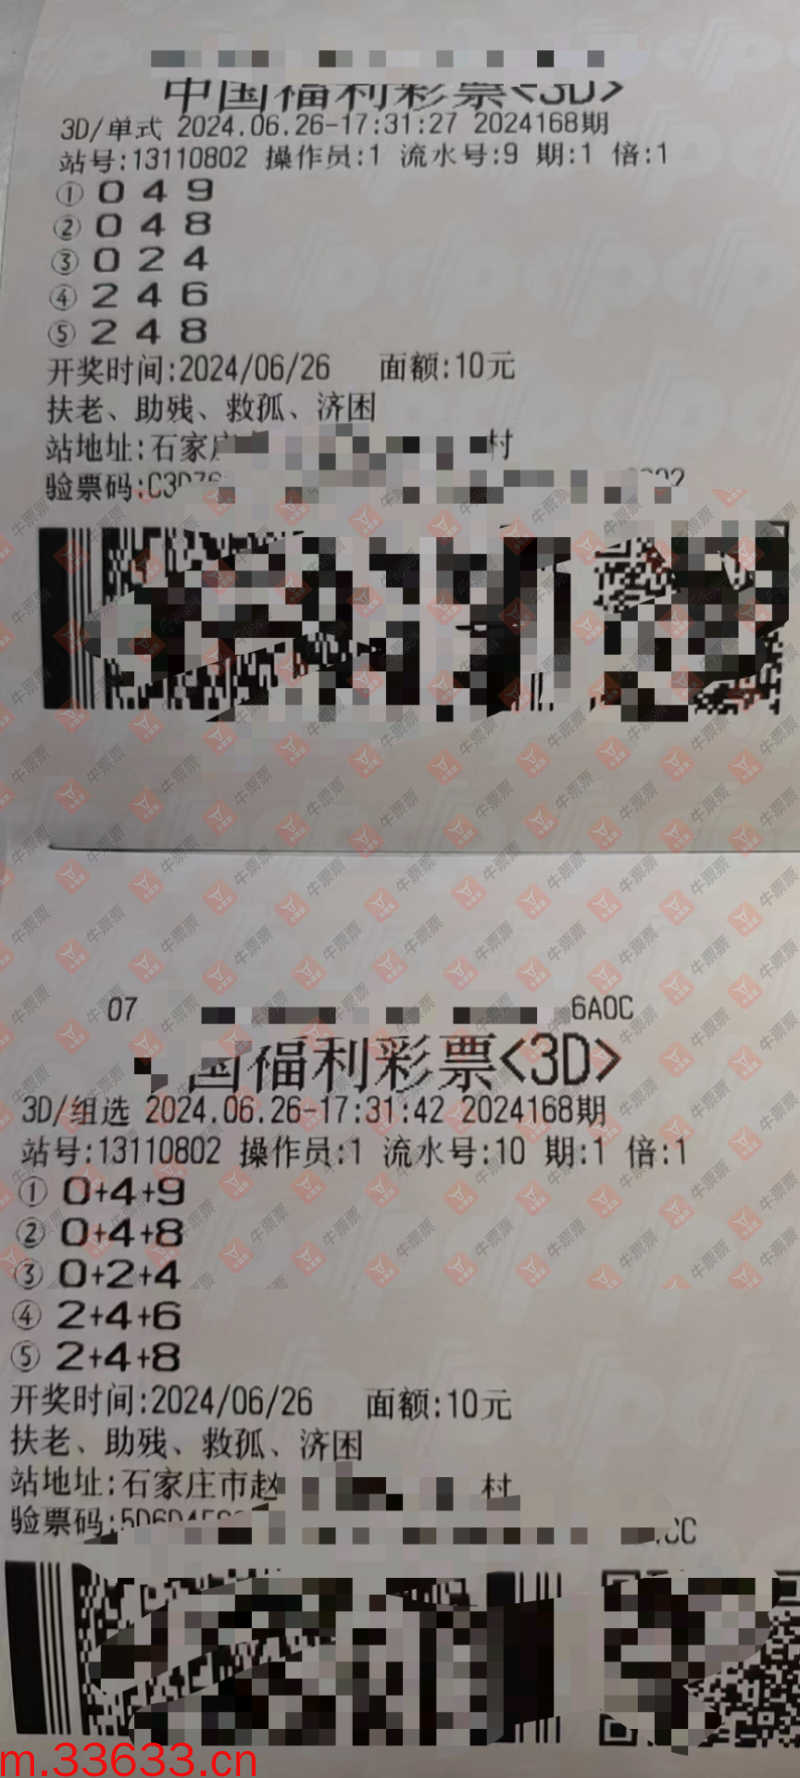 中国福利彩票<3D>
3D/单式 2024.06.26-17:31:27 2024168期
站号:13110802 操作员:1 流水号:9 期:1 倍:1
① 0 4 9
② 0 4 8
③ 0 2 4
④ 2 4 6
⑤ 2 4 8
开奖时间:2024/06/26 面额:10元
扶老、助残、救孤、济困
站地址:石家庄 村
验票码:C3D76
07 6A0C
国福利彩票<3D>
3D/组选 2024.06.26-17:31:42 2024168期
站号:13110802 操作员:1 流水号:10 期:1 倍:1
① 0+4+9
② 0+4+8
③ 0+2+4
④ 2+4+6
⑤ 2+4+8
开奖时间:2024/06/26 面额:10元
扶老、助残、救孤、济困
站地址:石家庄市赵 村
验票码:5D6D4
m.33633.cn
牛票票